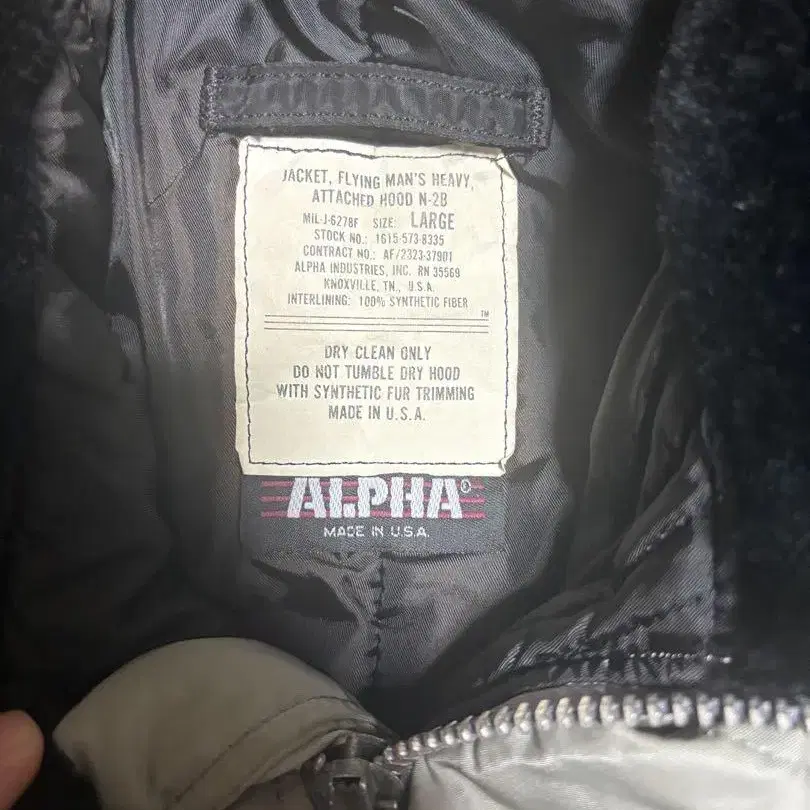 JACKET, FLYING MAN'S HEAVY,
ATTACHED HOOD N-2B
MIL-J-6278F SIZE: LARGE
STOCK NO.: 1615-573-8335
CONTRACT NO.: AF/2323-37901
ALPHA INDUSTRIES, INC. RN 35569
KNOXVILLE, TN., U.S.A.
INTERLINING: 100% SYNTHETIC FIBER
TM
DRY CLEAN ONLY
DO NOT TUMBLE DRY HOOD
WITH SYNTHETIC FUR TRIMMING
MADE IN U.S.A.
ALPHA®
MADE IN U.S.A.